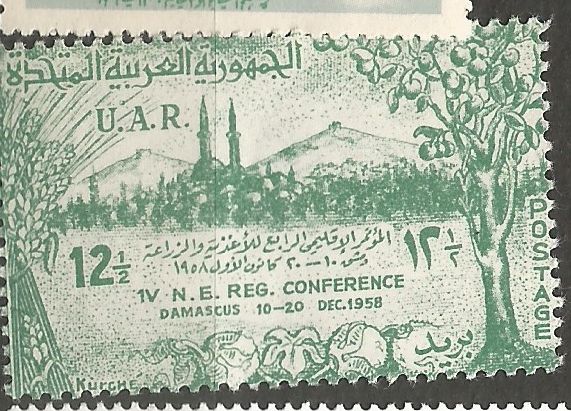 الجمهورية العربية المتحدة
U.A.R.
المؤتمر الإقليمي الرابع للأغذية والزراعة
12½ ١٢½
دمشق ١٠-٢٠ كانون الأول ١٩٥٨
1V N.E. REG. CONFERENCE
DAMASCUS 10-20 DEC.1958
POSTAGE
بريد